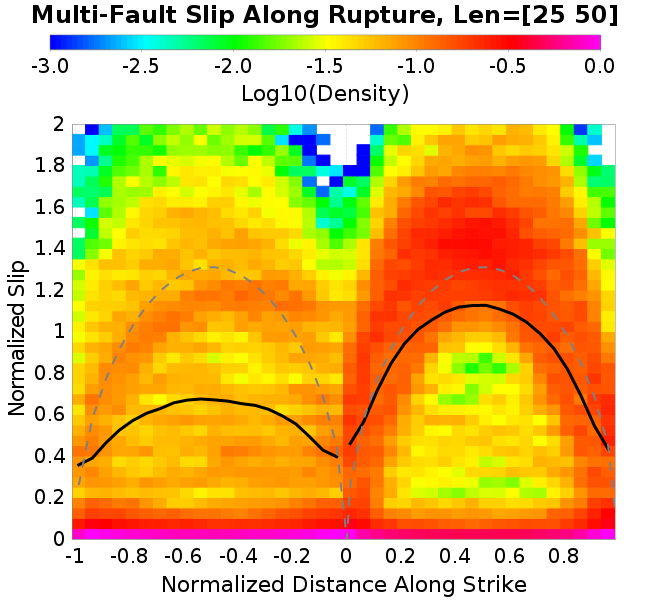 Multi-Fault Slip Along Rupture, Len=[25 50]
-3.0 -2.5 -2.0 -1.5 -1.0 -0.5 0.0
Log10(Density)
2
1.8
1.6
1.4
1.2
1
0.8
0.6
0.4
0.2
0
Normalized Slip
-1 -0.8 -0.6 -0.4 -0.2 0 0.2 0.4 0.6 0.8
Normalized Distance Along Strike